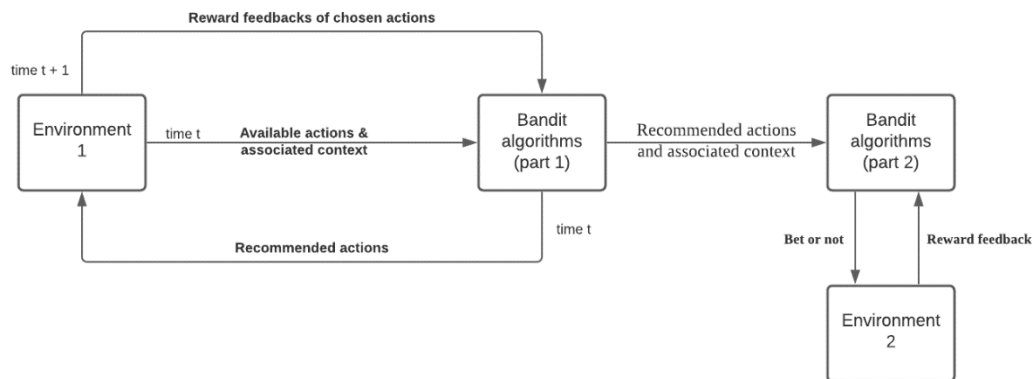 Reward feedbacks of chosen actions
time t + 1
Environment
1
time t
Available actions &
associated context
Bandit
algorithms
(part 1)
Recommended actions
and associated context
Bandit
algorithms
(part 2)
time t
Recommended actions
Bet or not
Reward feedback
Environment
2